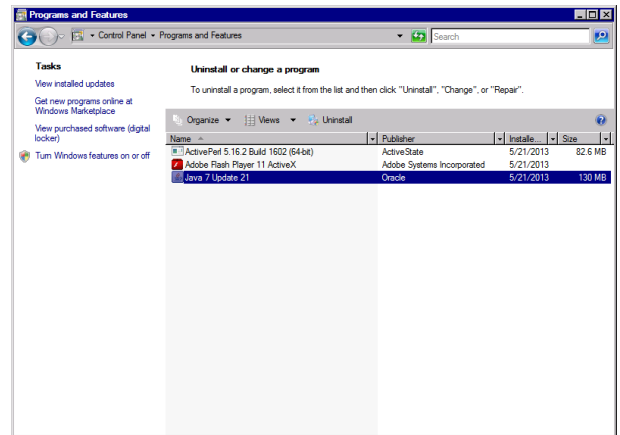 Programs and Features
Control Panel Programs and Features
Search
Tasks
View installed updates
Get new programs online at
Windows Marketplace
View purchased software (digital
locker)
Turn Windows features on or off
Uninstall or change a program
To uninstall a program, select it from the list and then click "Uninstall", "Change", or "Repair".
Organize Views Uninstall
Name Publisher Installe... Size
ActivePerl 5.16.2 Build 1602 (64-bit) ActiveState 5/21/2013 82.6 MB
Adobe Flash Player 11 ActiveX Adobe Systems Incorporated 5/21/2013
Java 7 Update 21 Oracle 5/21/2013 130 MB